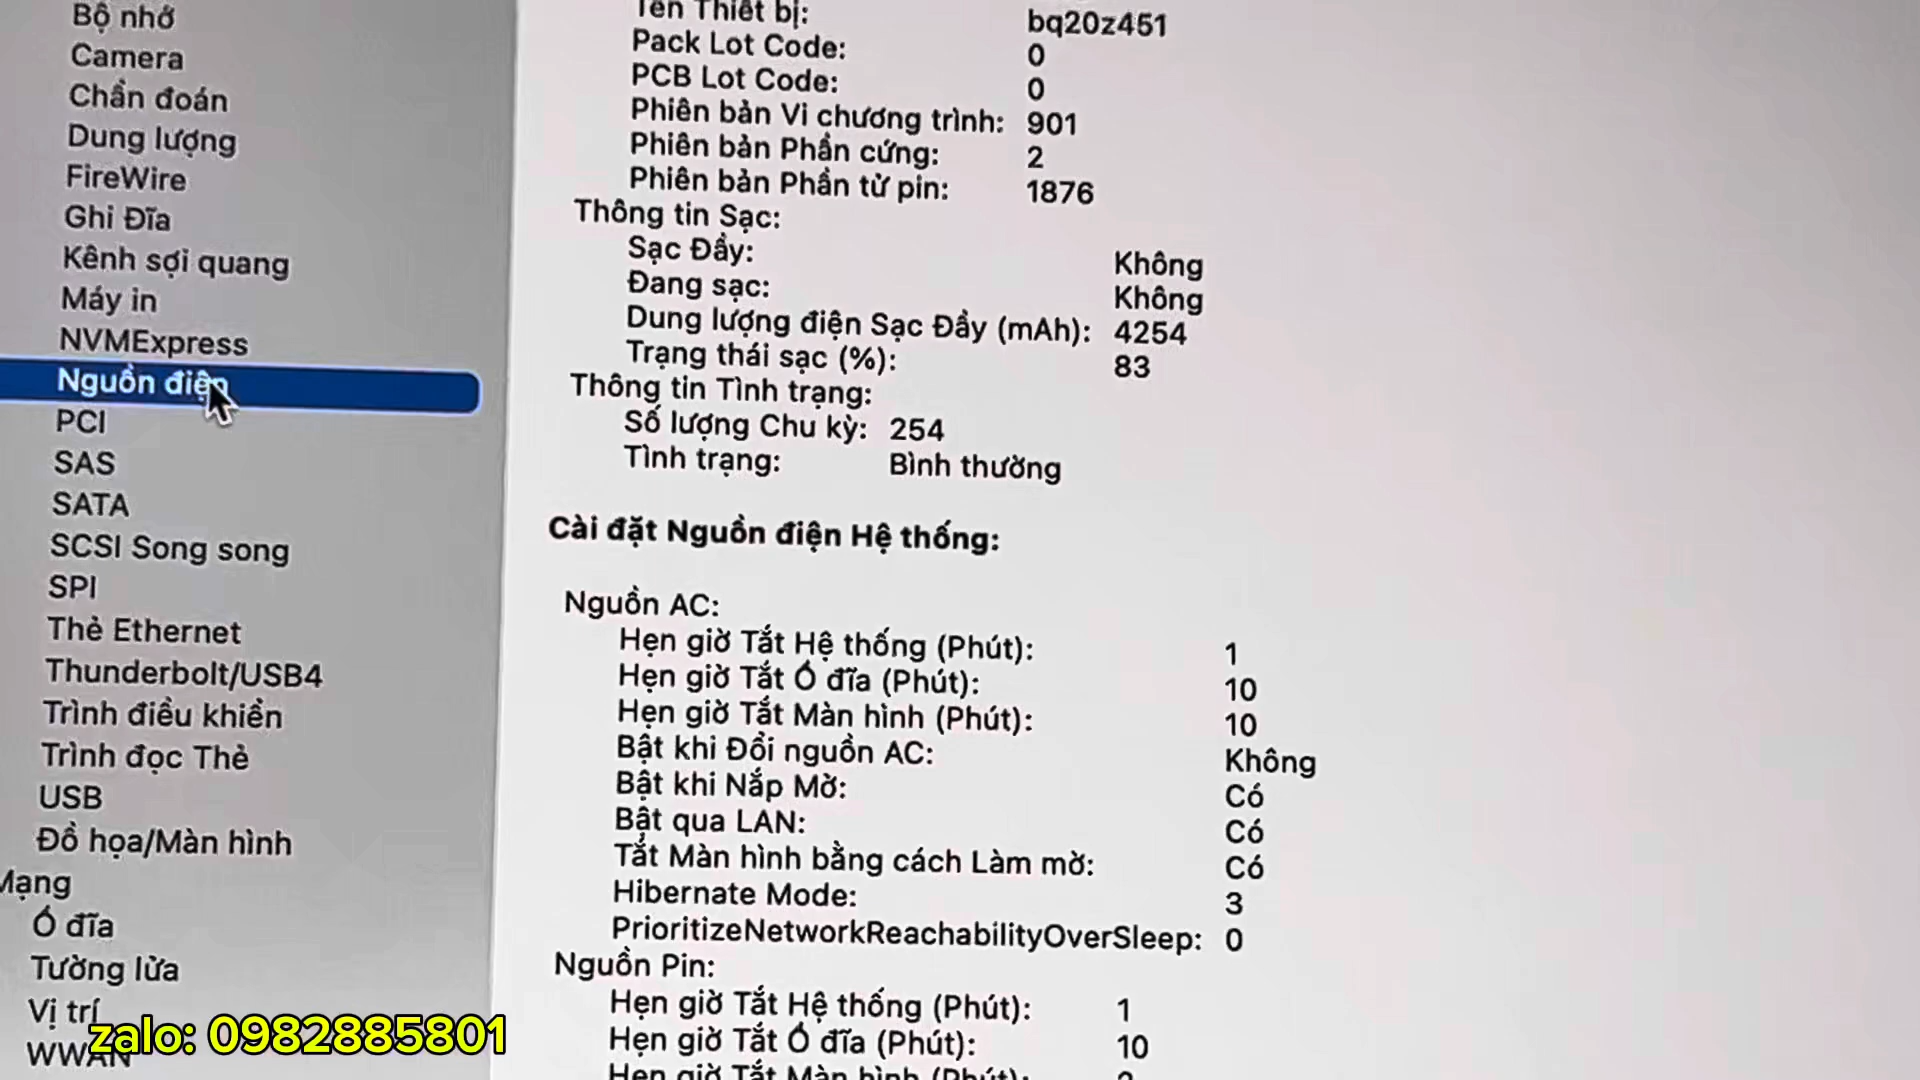 Bộ nhớ
Camera
Chẩn đoán
Dung lượng
FireWire
Ghi Đĩa
Kênh sợi quang
Máy in
NVMExpress
Nguồn điện
PCI
SAS
SATA
SCSI Song song
SPI
Thẻ Ethernet
Thunderbolt/USB4
Trình điều khiển
Trình đọc Thẻ
USB
Đồ họa/Màn hình
Mạng
Ổ đĩa
Tường lửa
Vị trí
WWAN
Tên Thiết bị: bq20z451
Pack Lot Code: 0
PCB Lot Code: 0
Phiên bản Vi chương trình: 901
Phiên bản Phần cứng: 2
Phiên bản Phần tử pin: 1876
Thông tin Sạc:
Sạc Đầy: Không
Đang sạc: Không
Dung lượng điện Sạc Đầy (mAh): 4254
Trạng thái sạc (%): 83
Thông tin Tình trạng:
Số lượng Chu kỳ: 254
Tình trạng: Bình thường
Cài đặt Nguồn điện Hệ thống:
Nguồn AC:
Hẹn giờ Tắt Hệ thống (Phút): 1
Hẹn giờ Tắt Ổ đĩa (Phút): 10
Hẹn giờ Tắt Màn hình (Phút): 10
Bật khi Đổi nguồn AC: Không
Bật khi Nắp Mở: Có
Bật qua LAN: Có
Tắt Màn hình bằng cách Làm mờ: Có
Hibernate Mode: 3
PrioritizeNetworkReachabilityOverSleep: 0
Nguồn Pin:
Hẹn giờ Tắt Hệ thống (Phút): 1
Hẹn giờ Tắt Ổ đĩa (Phút): 10
Hẹn giờ Tắt Màn hình (Phút):
zalo: 0982885801